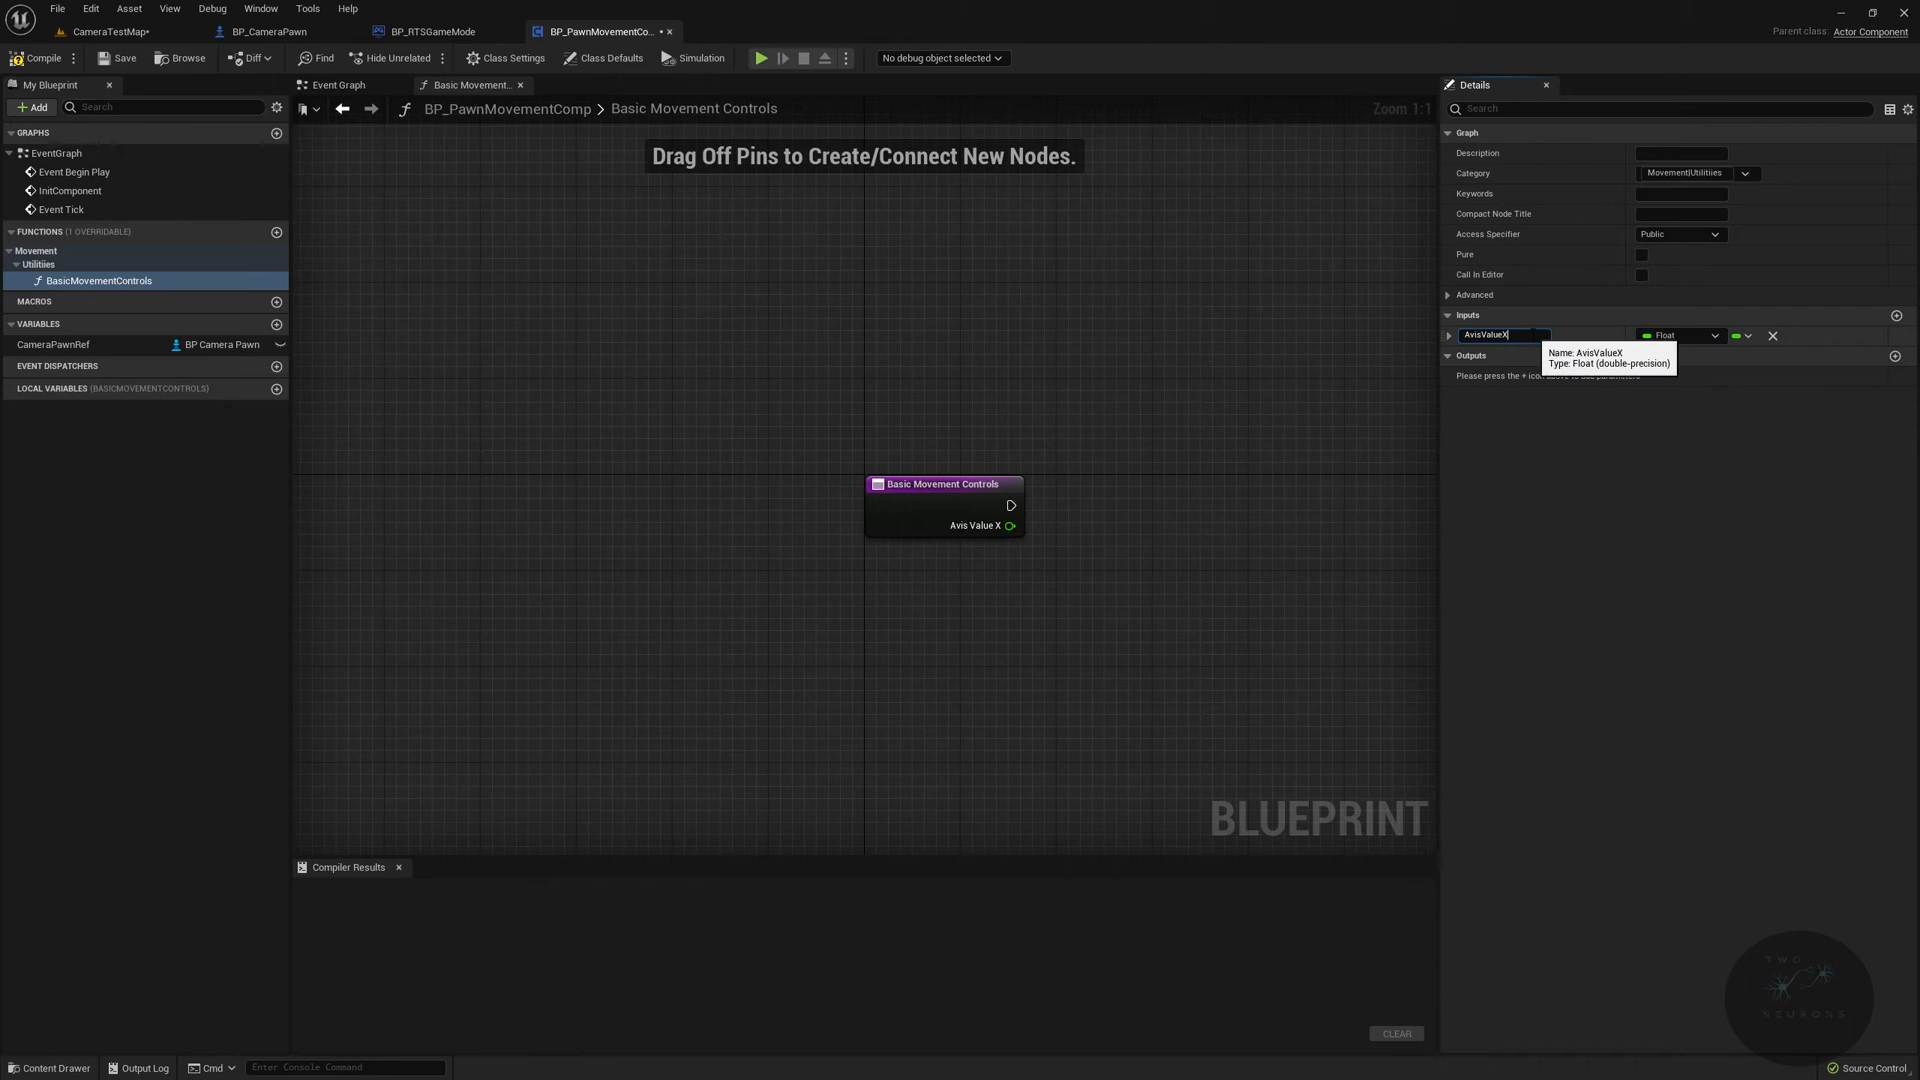 File Edit Asset View Debug Window Tools Help
CameraTestMap* BP_CameraPawn BP_RTSGameMode BP_PawnMovementCo... •
Parent class: Actor Component
Compile Save Browse Diff Find Hide Unrelated Class Settings Class Defaults Simulation No debug object selected
My Blueprint
Event Graph Basic Movement...
Details
Add Search
BP_PawnMovementComp > Basic Movement Controls
Zoom 1:1
Search
GRAPHS
EventGraph
Event Begin Play
InitComponent
Event Tick
FUNCTIONS (1 OVERRIDABLE)
Movement
Utilitiies
BasicMovementControls
MACROS
VARIABLES
CameraPawnRef BP Camera Pawn
EVENT DISPATCHERS
LOCAL VARIABLES (BASICMOVEMENTCONTROLS)
Drag Off Pins to Create/Connect New Nodes.
Basic Movement Controls
Avis Value X
BLUEPRINT
Graph
Description
Category Movement|Utilitiies
Keywords
Compact Node Title
Access Specifier Public
Pure
Call In Editor
Advanced
Inputs
AvisValueX Float
Name: AvisValueX
Type: Float (double-precision)
Outputs
Please press the + icon above to add parameters
Compiler Results
CLEAR
TWO
NEURONS
Content Drawer Output Log Cmd Enter Console Command
Source Control